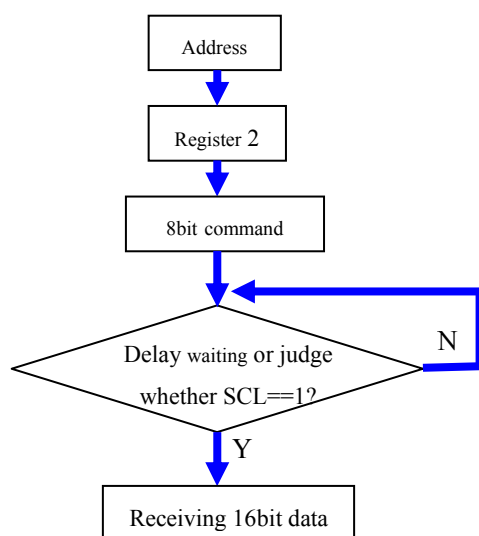 Address
Register 2
8bit command
Delay waiting or judge
whether SCL==1?
N
Y
Receiving 16bit data